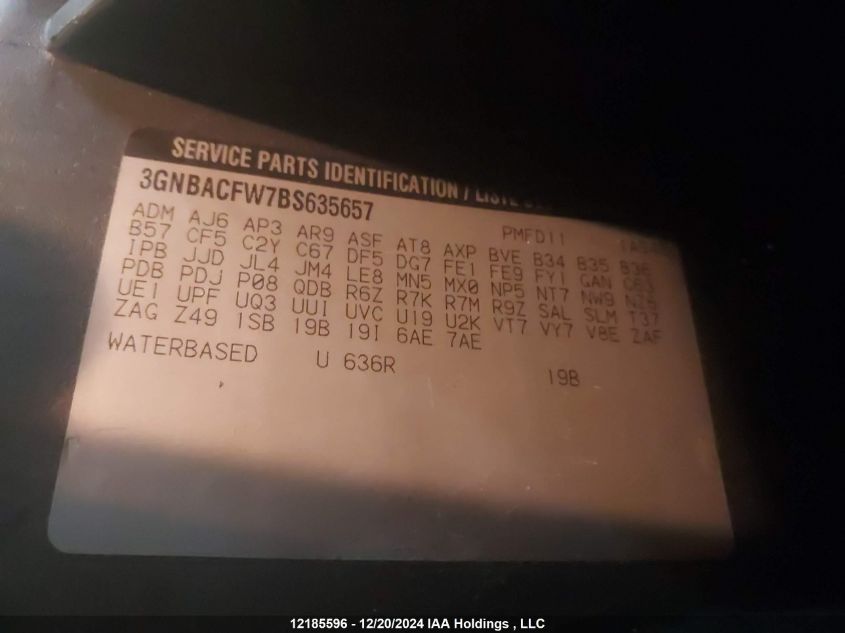 SERVICE PARTS IDENTIFICATION / LISTE
3GNBACFW7BS635657
PMFD11
ADM AJ6 AP3 AR9 ASF AT8 AXP BVE B34 B35 B36
B57 CF5 C2Y C67 DF5 DG7 FE1 FE9 FY1 GAN G63
IPB JJD JL4 JM4 LE8 MN5 MX0 NP5 NT7 NW9 NZ6
PDB PDJ P08 QDB R6Z R7K R7M R9Z SAL SLM T37
UE1 UPF UQ3 UUI UVC U19 U2K VT7 VY7 V8E ZAF
ZAG Z49 1SB 19B 19I 6AE 7AE
WATERBASED U 636R 19B
12185596 - 12/20/2024 IAA Holdings , LLC